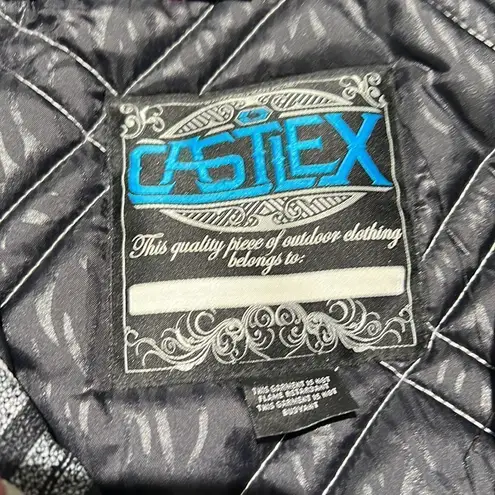 CASTLEX
This quality piece of outdoor clothing
belongs to:
THIS GARMENT IS NOT
FLAME RETARDANT
THIS GARMENT IS NOT
BUOYANT